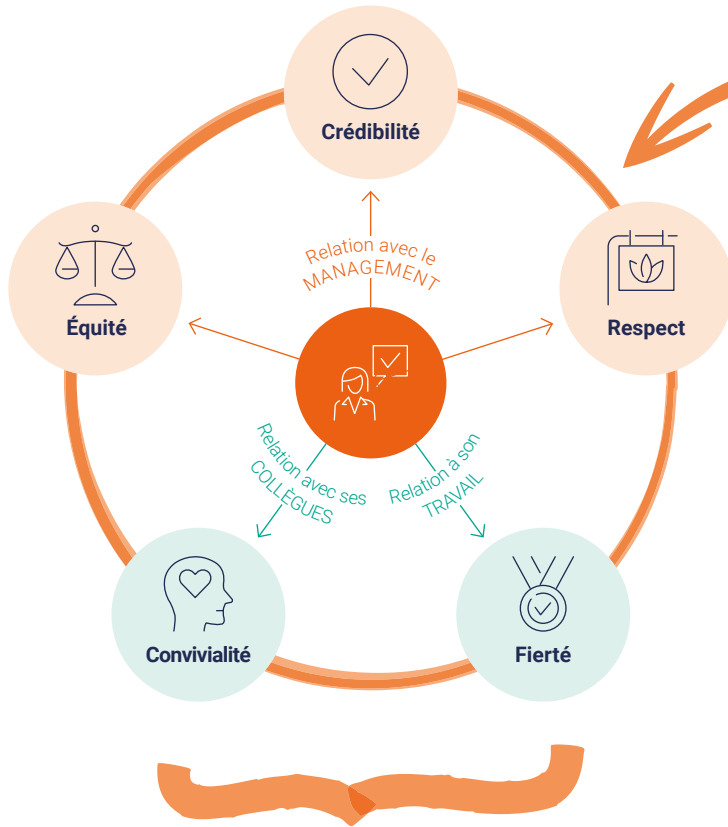 Crédibilité
Relation avec le
MANAGEMENT
Équité
Respect
Relation avec ses
COLLÈGUES
Relation à son
TRAVAIL
Convivialité
Fierté